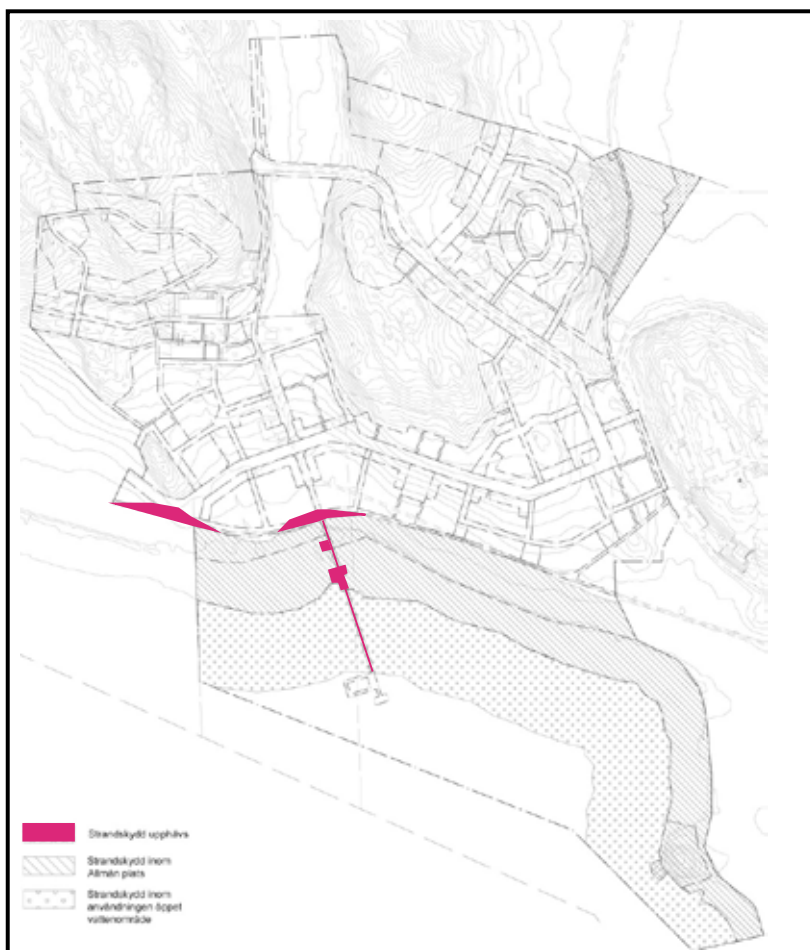 Strandskydd upphävs
Strandskydd inom
Allmän plats
Strandskydd inom
användningen öppet
vattenområde